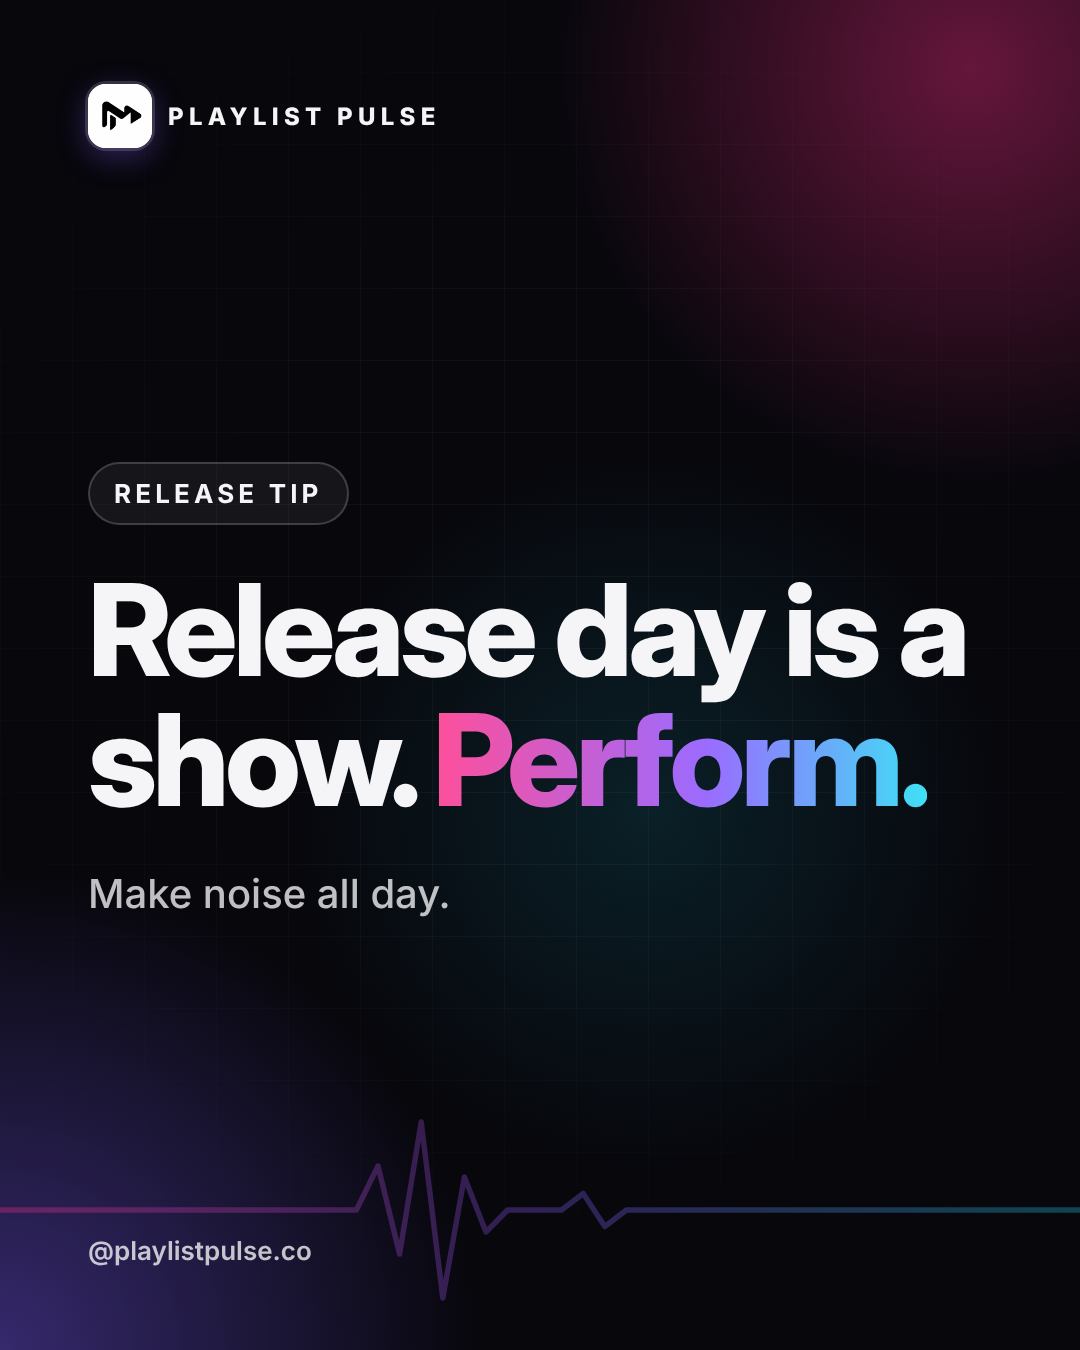 PLAYLIST PULSE
RELEASE TIP
Release day is a
show. Perform.
Make noise all day.
@playlistpulse.co